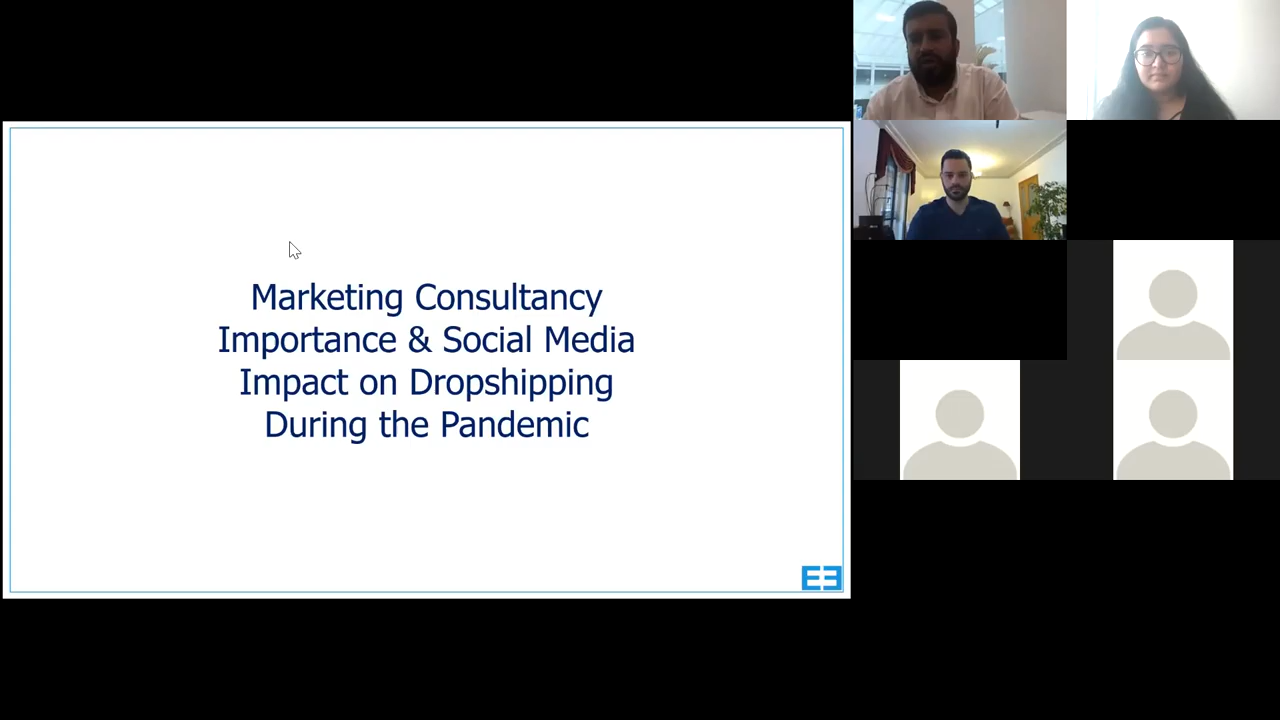 Marketing Consultancy
Importance & Social Media
Impact on Dropshipping
During the Pandemic